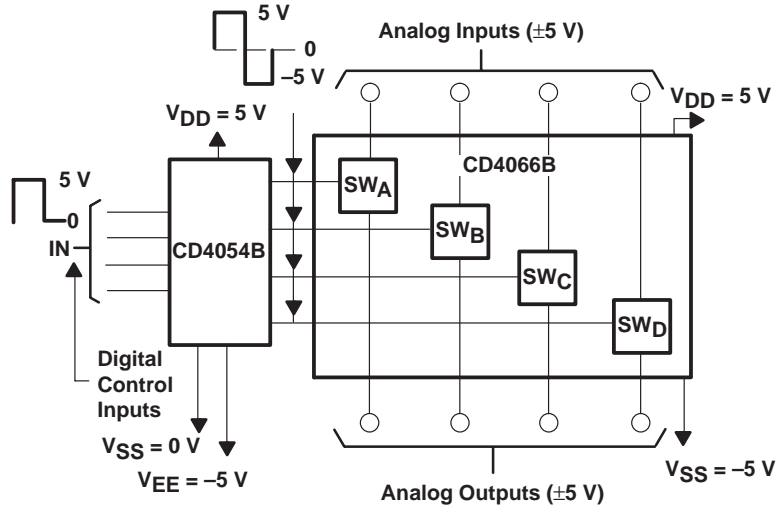 5 V
0
–5 V
Analog Inputs (±5 V)
VDD = 5 V
VDD = 5 V
5 V
0
IN
CD4054B
CD4066B
SWA
SWB
SWC
SWD
Digital
Control
Inputs
VSS = 0 V
VEE = –5 V
VSS = –5 V
Analog Outputs (±5 V)